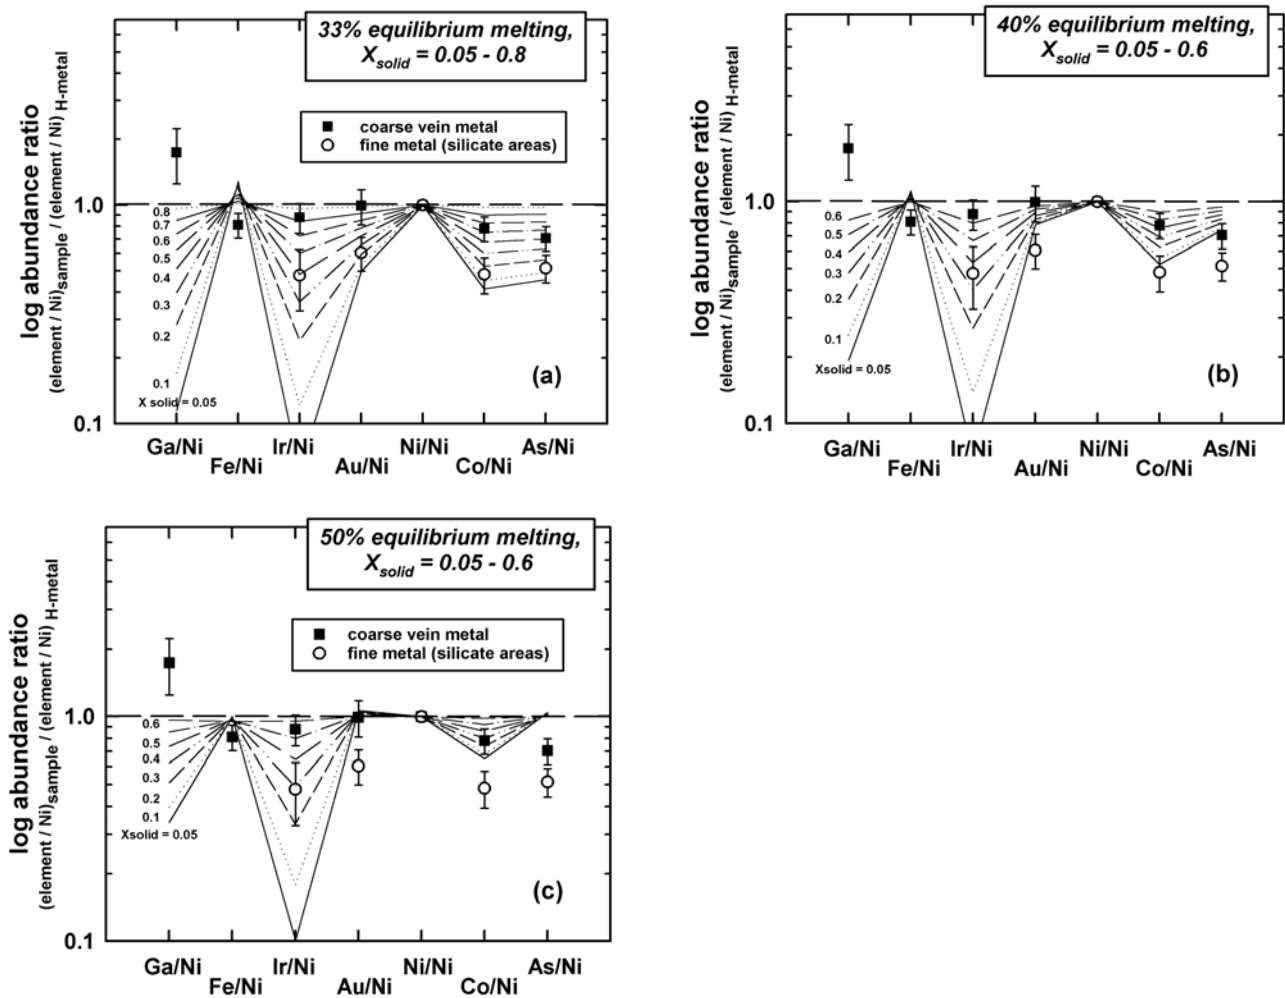 33% equilibrium melting,
Xsolid = 0.05 - 0.8
coarse vein metal
fine metal (silicate areas)
log abundance ratio
(element / Ni)sample / (element / Ni) H-metal
1.0
0.1
0.8
0.7
0.6
0.5
0.4
0.3
0.2
0.1
X solid = 0.05
(a)
Ga/Ni
Fe/Ni
Ir/Ni
Au/Ni
Ni/Ni
Co/Ni
As/Ni
40% equilibrium melting,
Xsolid = 0.05 - 0.6
log abundance ratio
(element / Ni)sample / (element / Ni) H-metal
1.0
0.1
0.6
0.5
0.4
0.3
0.2
0.1
Xsolid = 0.05
(b)
Ga/Ni
Fe/Ni
Ir/Ni
Au/Ni
Ni/Ni
Co/Ni
As/Ni
50% equilibrium melting,
Xsolid = 0.05 - 0.6
coarse vein metal
fine metal (silicate areas)
log abundance ratio
(element / Ni)sample / (element / Ni) H-metal
1.0
0.1
0.6
0.5
0.4
0.3
0.2
0.1
Xsolid = 0.05
(c)
Ga/Ni
Fe/Ni
Ir/Ni
Au/Ni
Ni/Ni
Co/Ni
As/Ni